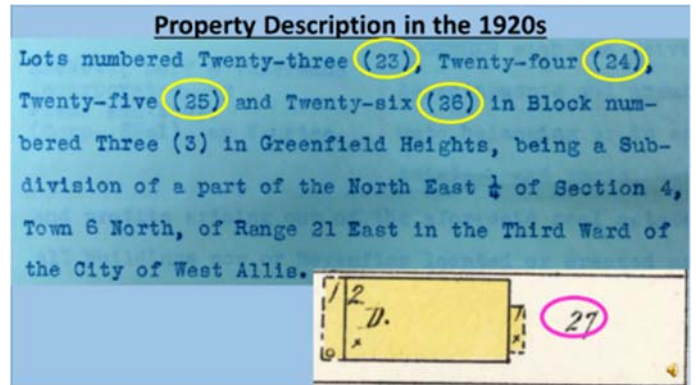 Property Description in the 1920s
Lots numbered Twenty-three (23), Twenty-four (24),
Twenty-five (25) and Twenty-six (26) in Block num-
bered Three (3) in Greenfield Heights, being a Sub-
division of a part of the North East ¼ of Section 4,
Town 6 North, of Range 21 East in the Third Ward of
the City of West Allis.
1 2
D.
x
1
x
27